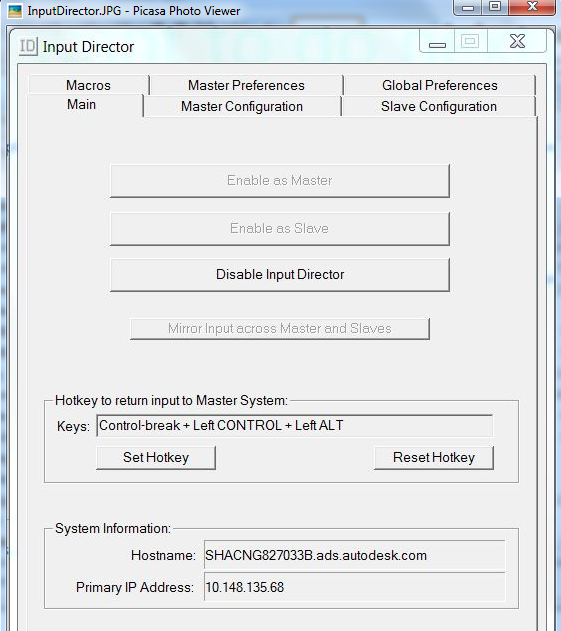 InputDirector.JPG - Picasa Photo Viewer
ID Input Director
Macros Master Preferences Global Preferences
Main Master Configuration Slave Configuration
Enable as Master
Enable as Slave
Disable Input Director
Mirror Input across Master and Slaves
Hotkey to return input to Master System:
Keys: Control-break + Left CONTROL + Left ALT
Set Hotkey Reset Hotkey
System Information:
Hostname: SHACNG827033B.ads.autodesk.com
Primary IP Address: 10.148.135.68